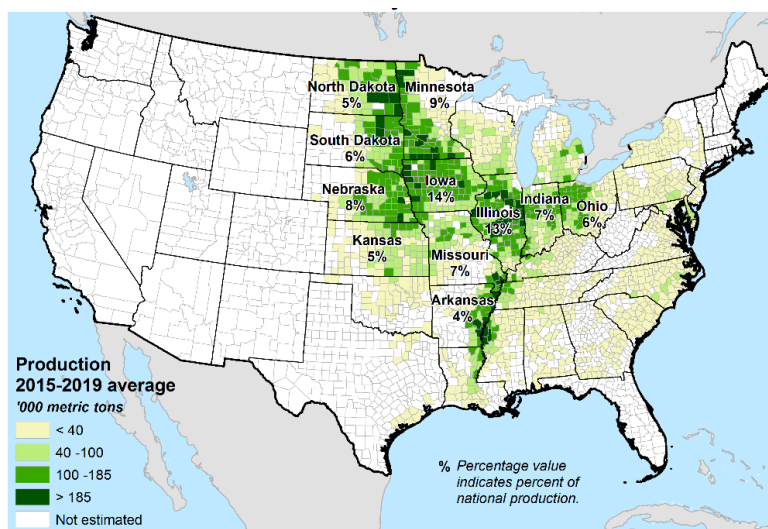 North Dakota
5%
Minnesota
9%
South Dakota
6%
Nebraska
8%
Iowa
14%
Illinois
13%
Indiana
7%
Ohio
6%
Kansas
5%
Missouri
7%
Arkansas
4%
Production
2015-2019 average
'000 metric tons
< 40
40 -100
100 -185
> 185
Not estimated
% Percentage value
indicates percent of
national production.